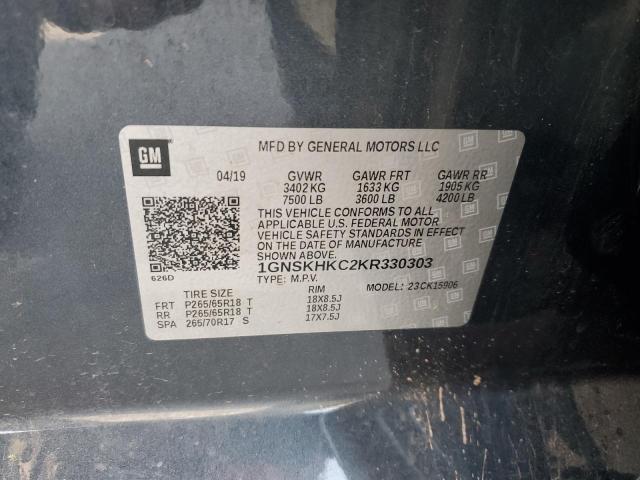 GM
MFD BY GENERAL MOTORS LLC
04/19 GVWR GAWR FRT GAWR RR
3402 KG 1633 KG 1905 KG
7500 LB 3600 LB 4200 LB
THIS VEHICLE CONFORMS TO ALL
APPLICABLE U.S. FEDERAL MOTOR
VEHICLE SAFETY STANDARDS IN EFFECT
ON THE DATE OF MANUFACTURE
SHOWN ABOVE.
626D
1GNSKHKC2KR330303
TYPE: M.P.V. MODEL: 23CK15906
TIRE SIZE RIM
FRT P265/65R18 T 18X8.5J
RR P265/65R18 T 18X8.5J
SPA 265/70R17 S 17X7.5J